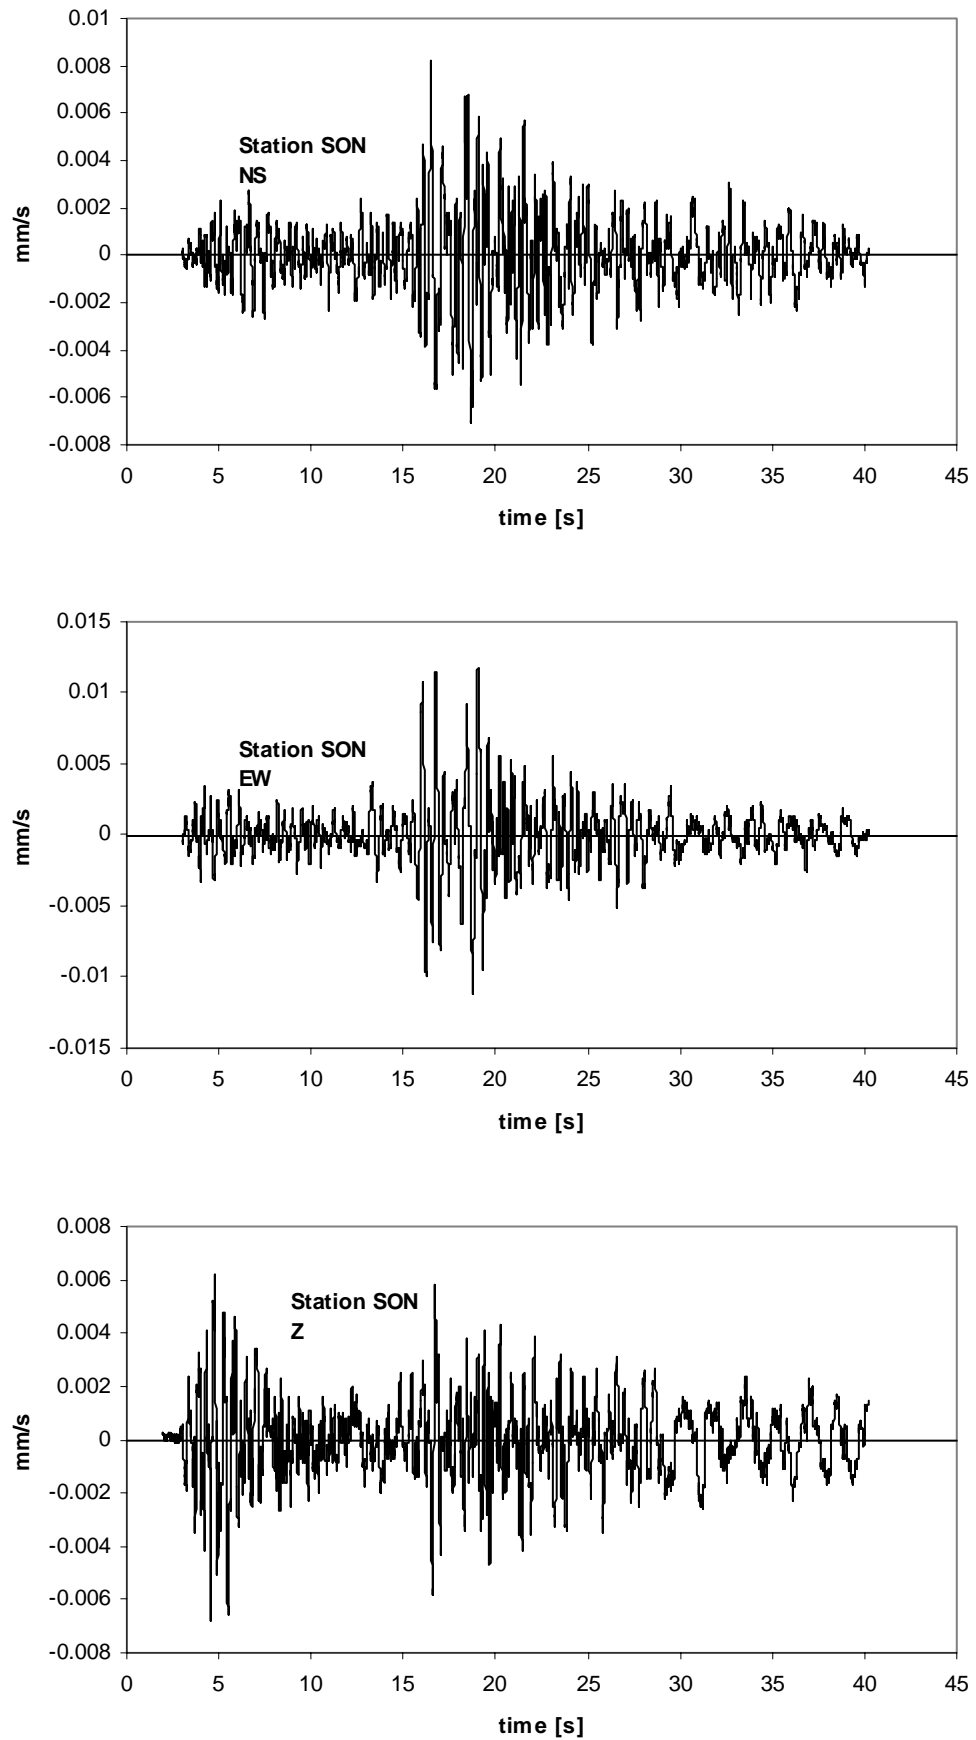 0.01
0.008
0.006
0.004
0.002
0
-0.002
-0.004
-0.006
-0.008
mm/s
Station SON
NS
0 5 10 15 20 25 30 35 40 45
time [s]
0.015
0.01
0.005
0
-0.005
-0.01
-0.015
mm/s
Station SON
EW
0 5 10 15 20 25 30 35 40 45
time [s]
0.008
0.006
0.004
0.002
0
-0.002
-0.004
-0.006
-0.008
mm/s
Station SON
Z
0 5 10 15 20 25 30 35 40 45
time [s]